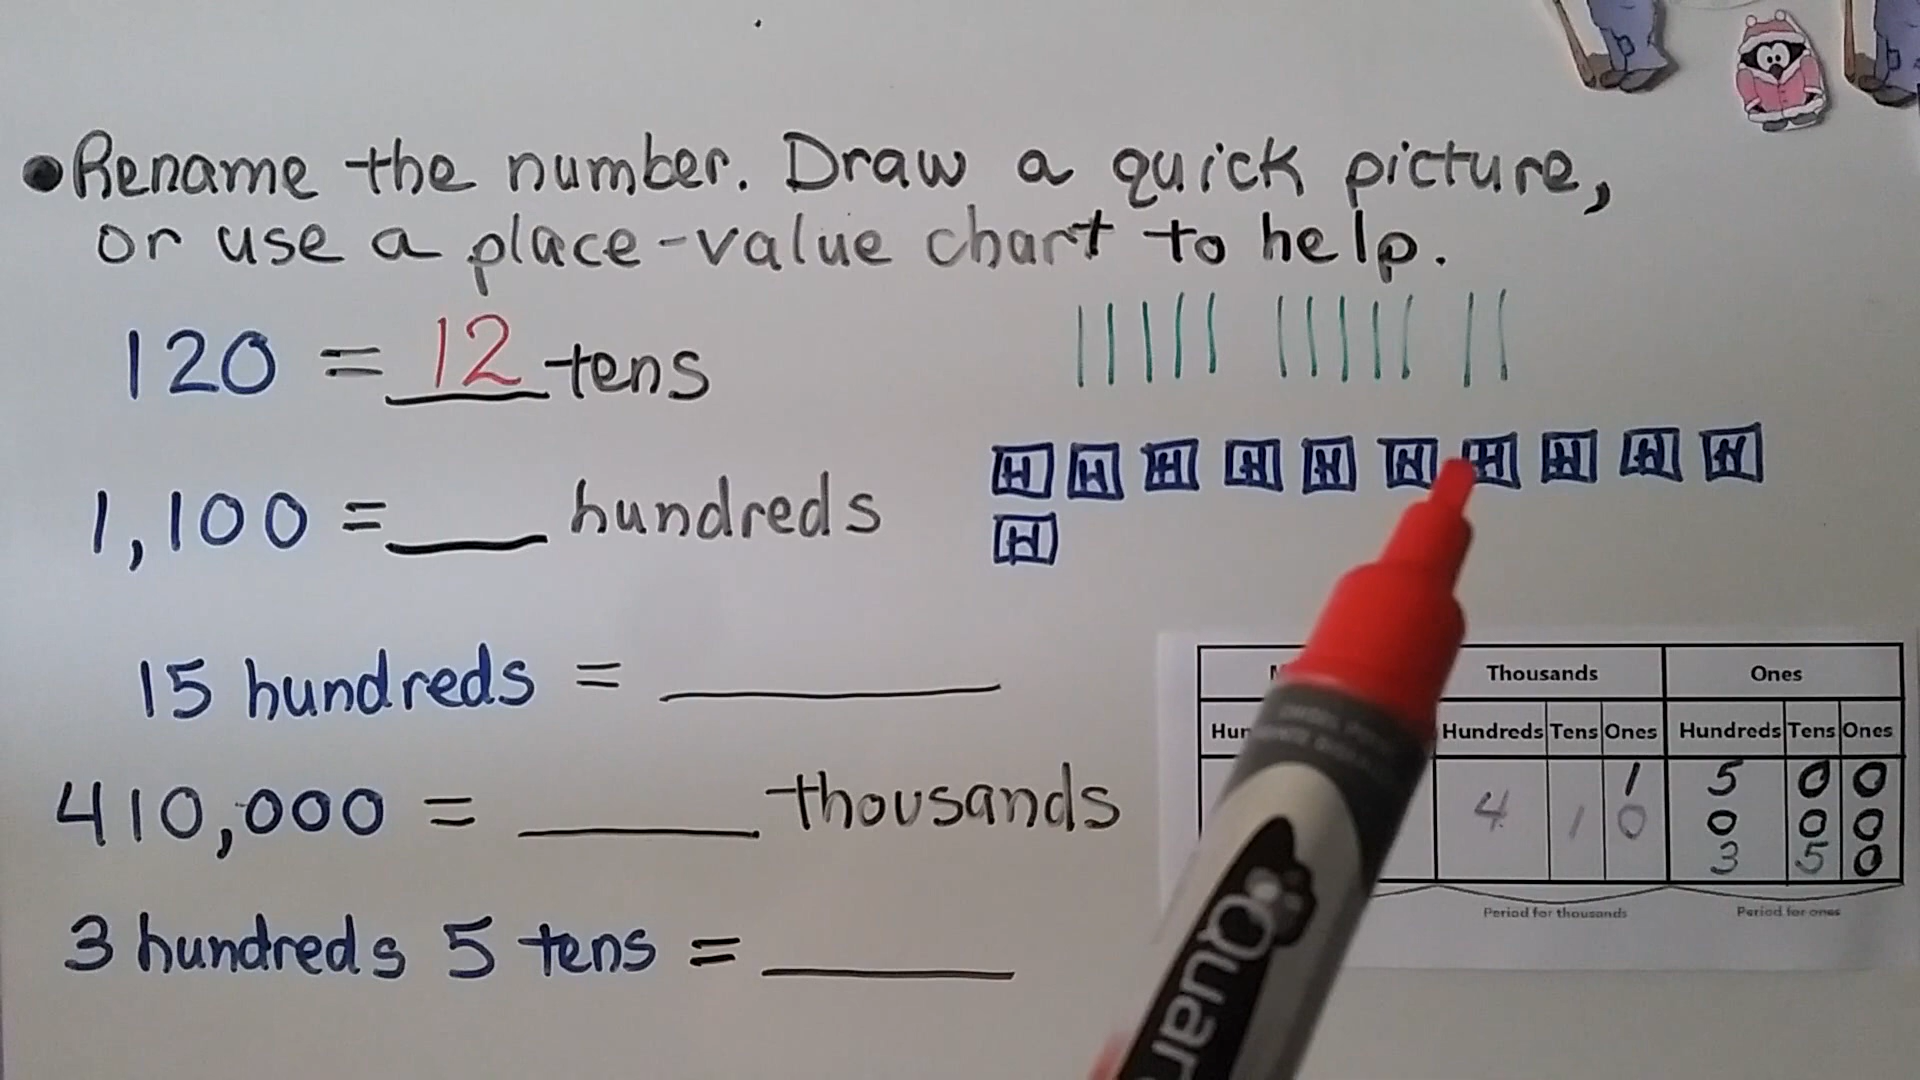 Rename the number. Draw a quick picture,
or use a place-value chart to help.
120 = 12 tens
1,100 = ___ hundreds
H H H H H H H H H H
H
15 hundreds = ___
410,000 = ___ thousands
3 hundreds 5 tens = ___
Thousands Ones
Hundreds Tens Ones Hundreds Tens Ones
1 5 0 0
4 1 0 0 0 0
3 5 0
Period for thousands Period for ones
Quar